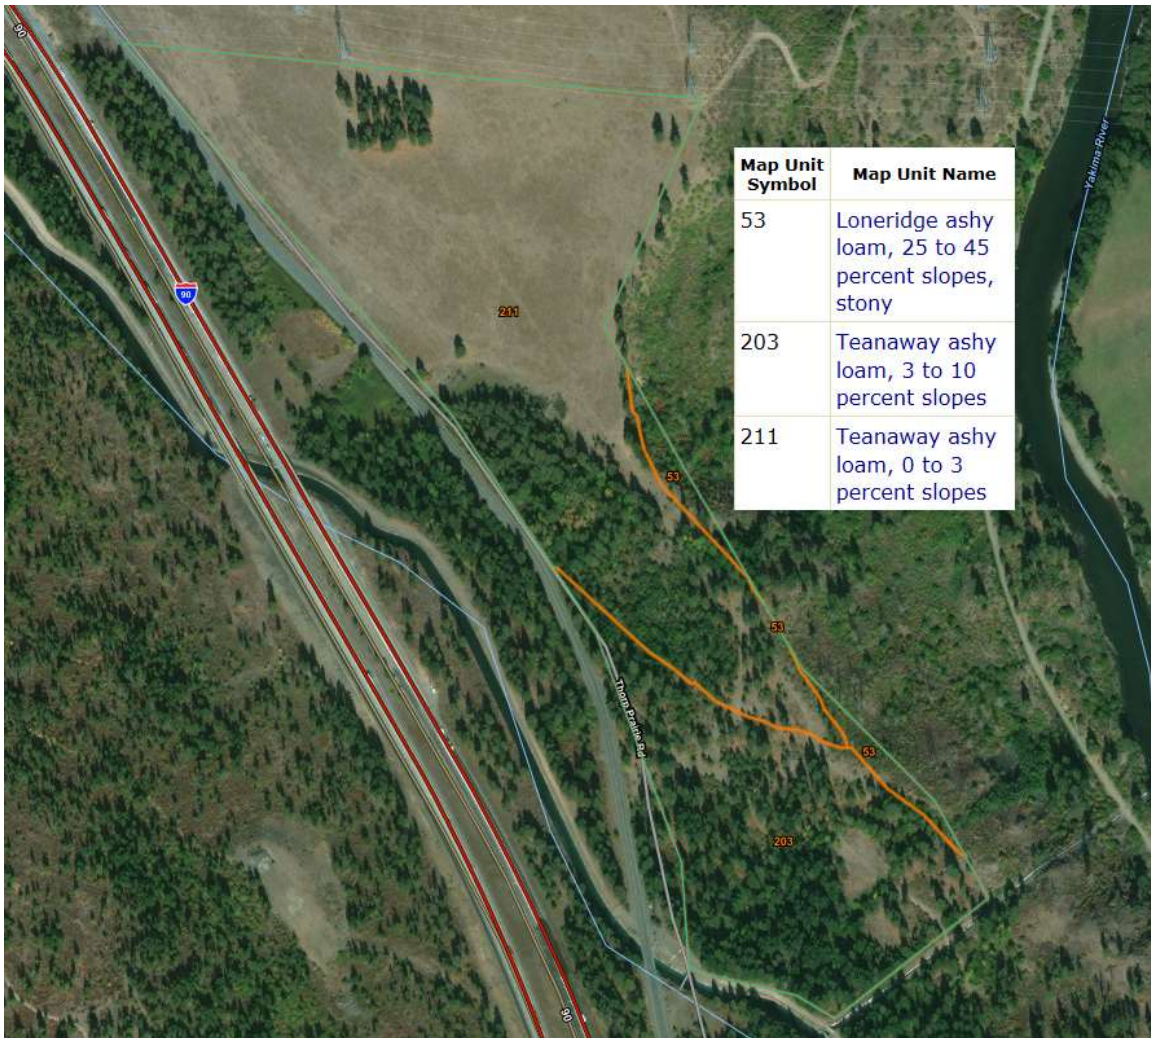 90
Yakima River
Map Unit Symbol
Map Unit Name
53
Loneridge ashy
loam, 25 to 45
percent slopes,
stony
203
Teanaway ashy
loam, 3 to 10
percent slopes
211
Teanaway ashy
loam, 0 to 3
percent slopes
90
211
53
53
Thorp Prairie Rd
53
203
90